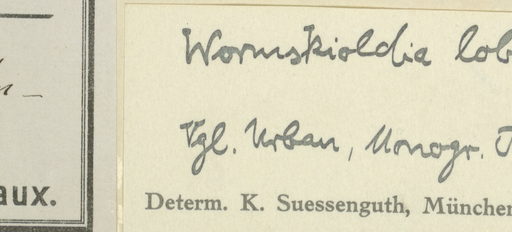 Wormskioldia lob
Vgl. Urban, Monogr. T
aux.
Determ. K. Suessenguth, München